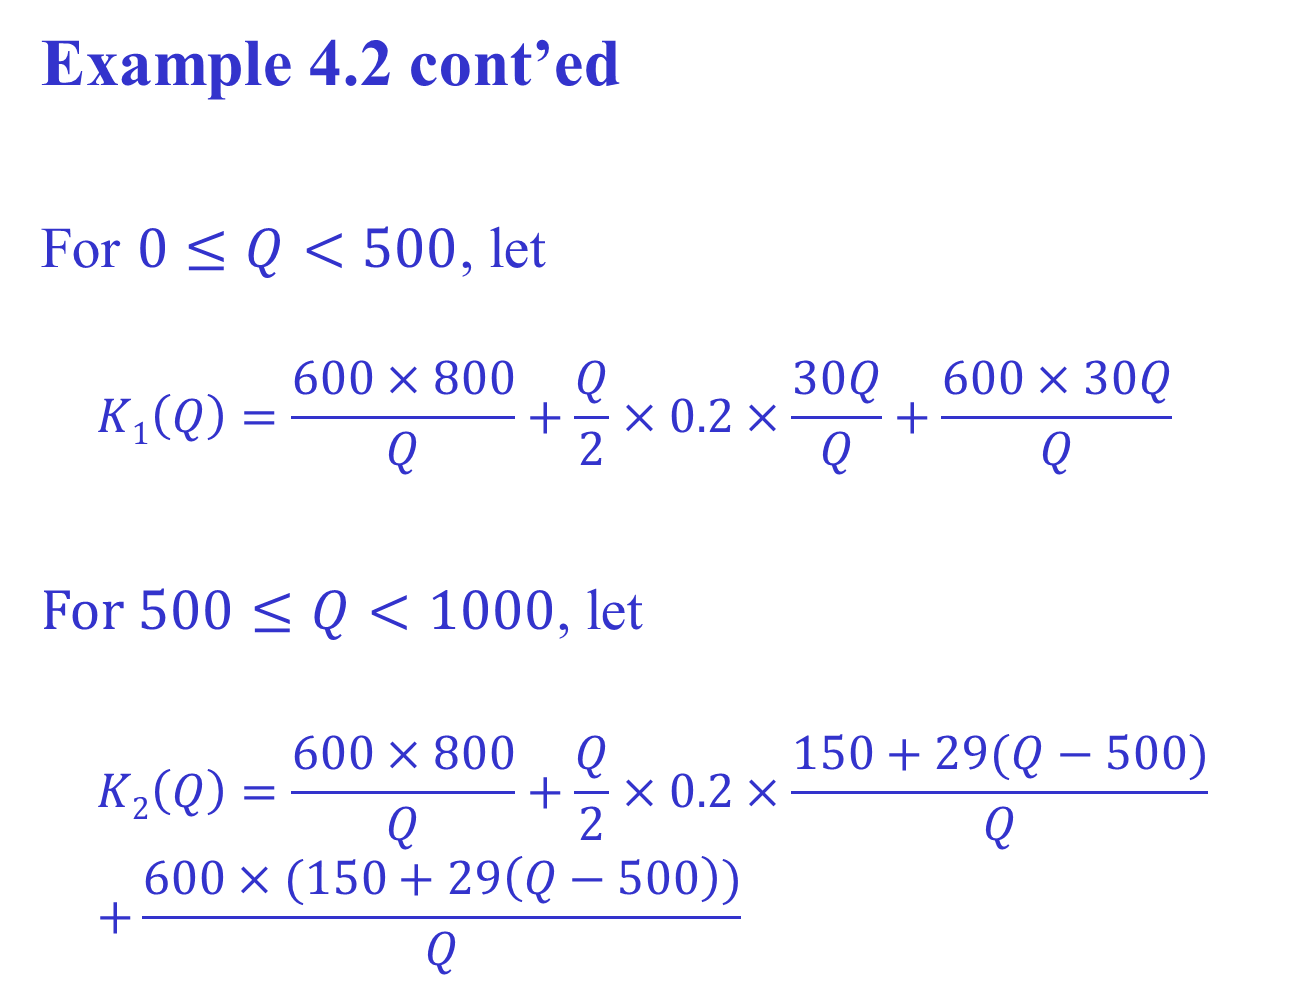 Example 4.2 cont’ed
For 0 ≤ Q < 500, let
K₁(Q) = (600 × 800)/Q + Q/2 × 0.2 × 30Q/Q + (600 × 30Q)/Q
For 500 ≤ Q < 1000, let
K₂(Q) = (600 × 800)/Q + Q/2 × 0.2 × (150 + 29(Q − 500))/Q
+ (600 × (150 + 29(Q − 500)))/Q